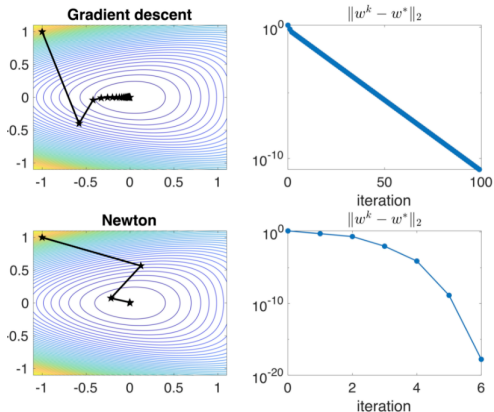 Gradient descent
‖w^k − w^*‖_2
1
0.5
0
-0.5
-1
-1 -0.5 0 0.5 1
10^0
10^-10
0 50 100
iteration
Newton
‖w^k − w^*‖_2
1
0.5
0
-0.5
-1
-1 -0.5 0 0.5 1
10^0
10^-10
10^-20
0 2 4 6
iteration